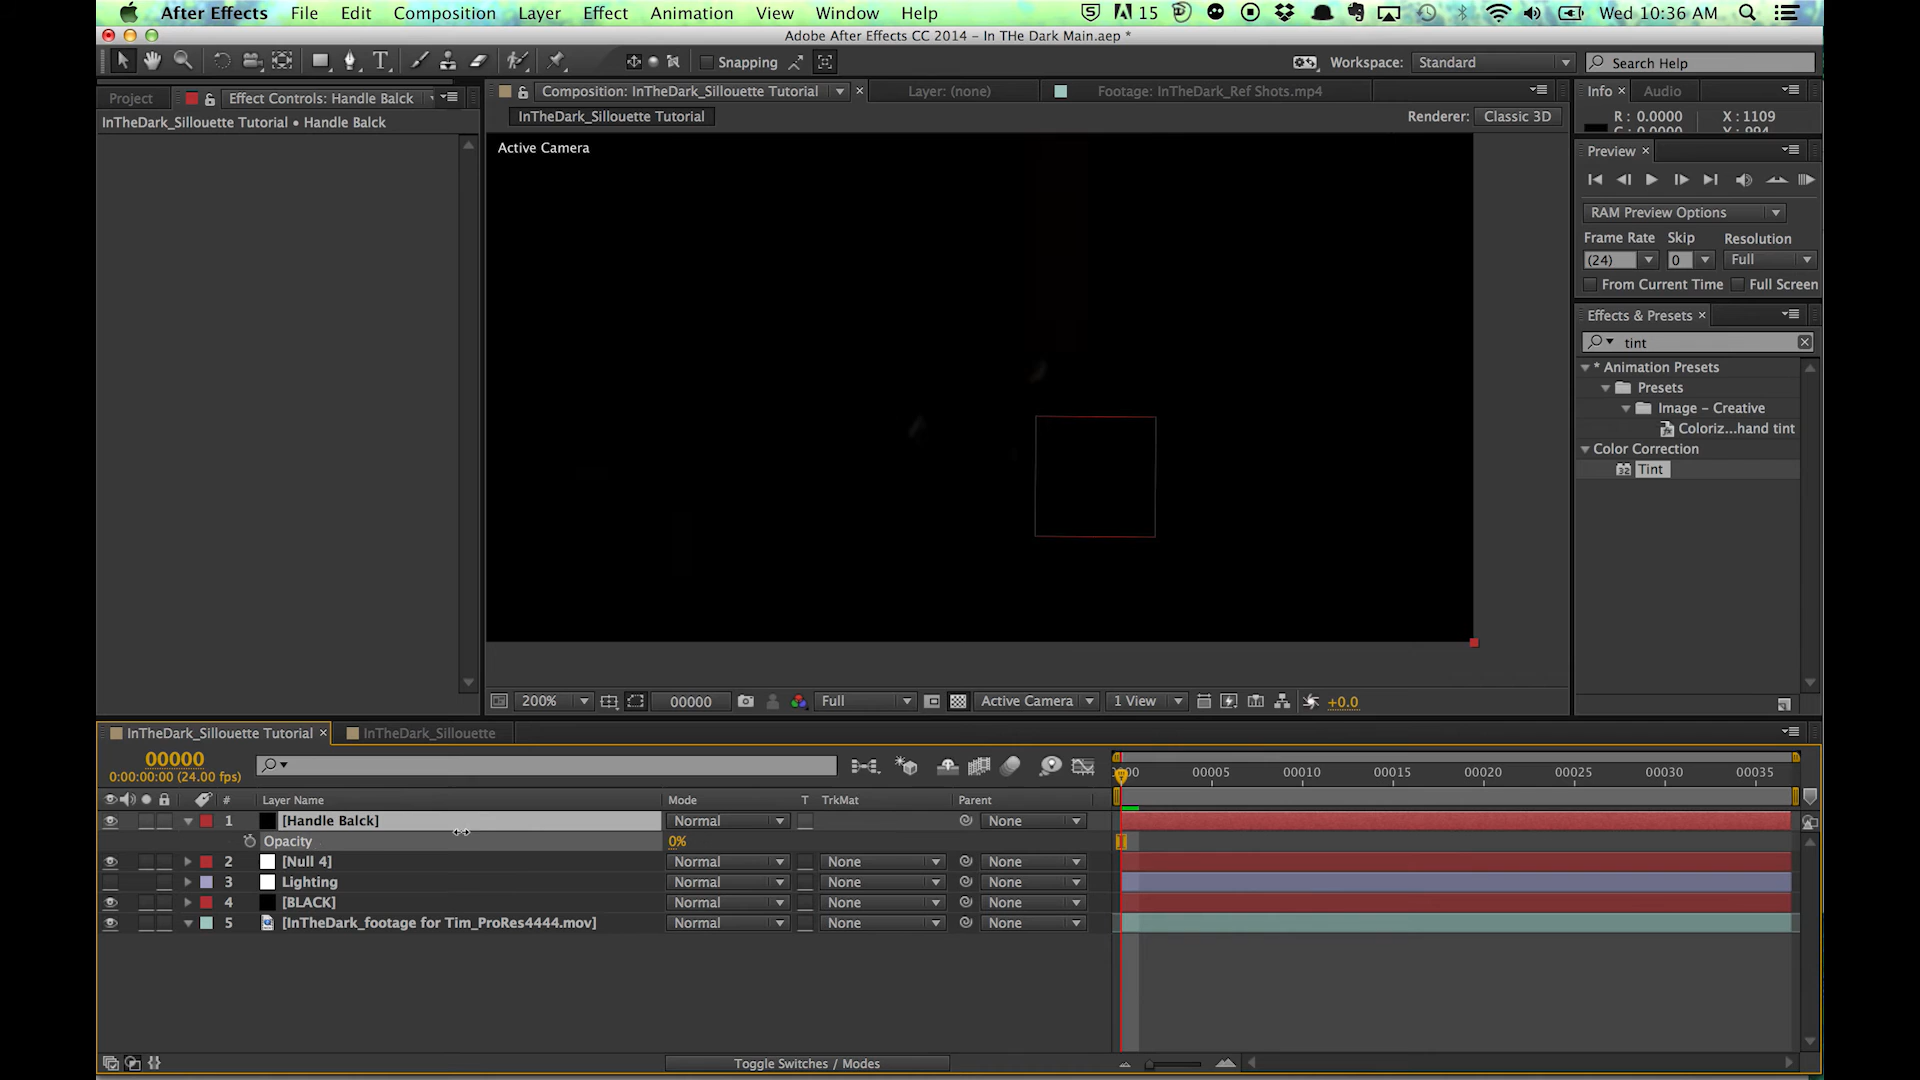 After Effects File Edit Composition Layer Effect Animation View Window Help 15 Wed 10:36 AM
Adobe After Effects CC 2014 – In THe Dark Main.aep *
Snapping Workspace: Standard Search Help
Project Effect Controls: Handle Balck Composition: InTheDark_Sillouette Tutorial Layer: (none) Footage: InTheDark_Ref Shots.mp4 Info Audio
InTheDark_Sillouette Tutorial • Handle Balck InTheDark_Sillouette Tutorial Renderer: Classic 3D
R : 0.0000 X : 1109
Active Camera
Preview
RAM Preview Options
Frame Rate Skip Resolution
(24) 0 Full
From Current Time Full Screen
Effects & Presets
tint
* Animation Presets
Presets
Image – Creative
Coloriz...hand tint
Color Correction
32 Tint
200% 00000 Full Active Camera 1 View +0.0
InTheDark_Sillouette Tutorial InTheDark_Sillouette
00000
0:00:00:00 (24.00 fps)
00005 00010 00015 00020 00025 00030 00035
# Layer Name Mode T TrkMat Parent
1 [Handle Balck] Normal None
Opacity 0%
2 [Null 4] Normal None None
3 Lighting Normal None None
4 [BLACK] Normal None None
5 [InTheDark_footage for Tim_ProRes4444.mov] Normal None None
Toggle Switches / Modes